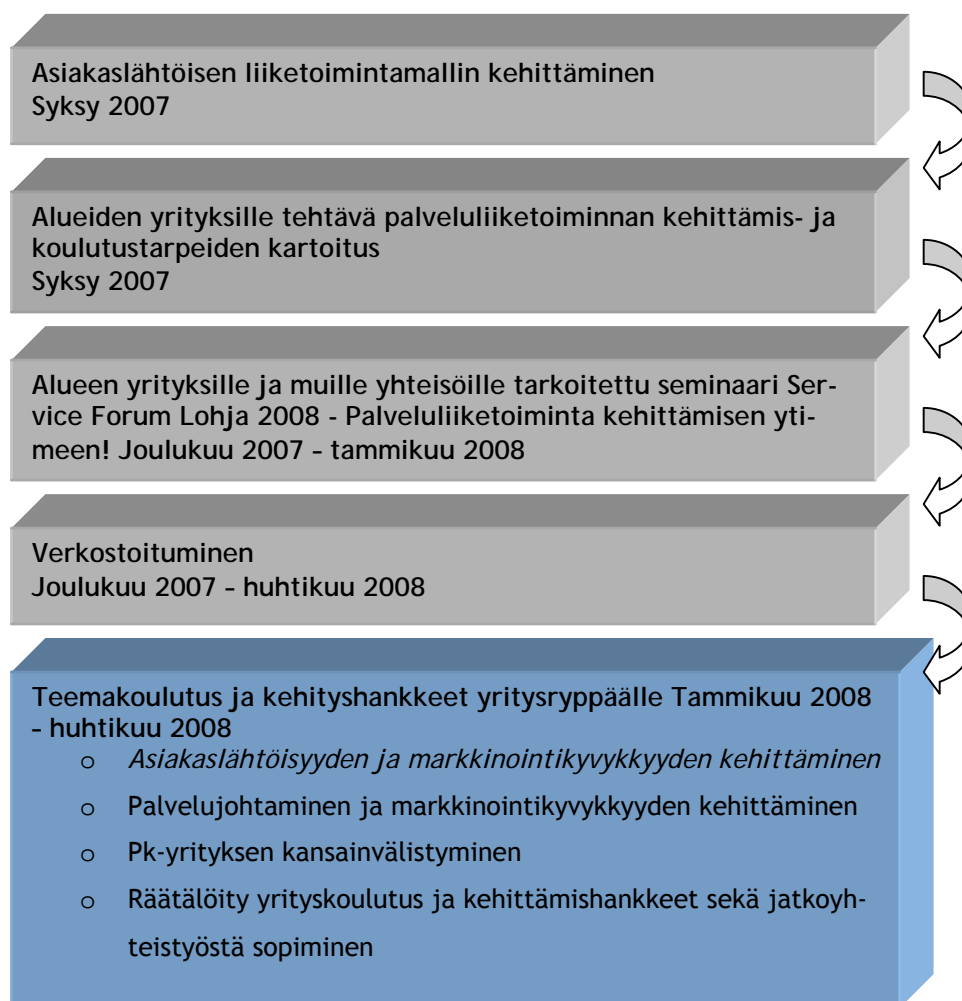 Asiakaslähtöisen liiketoimintamallin kehittäminen
Syksy 2007
Alueiden yrityksille tehtävä palveluliiketoiminnan kehittämis- ja
koulutustarpeiden kartoitus
Syksy 2007
Alueen yrityksille ja muille yhteisöille tarkoitettu seminaari Ser-
vice Forum Lohja 2008 - Palveluliiketoiminta kehittämisen yti-
meen! Joulukuu 2007 – tammikuu 2008
Verkostoituminen
Joulukuu 2007 – huhtikuu 2008
Teemakoulutus ja kehityshankkeet yritysryppäälle Tammikuu 2008
– huhtikuu 2008
o Asiakaslähtöisyyden ja markkinointikyvykkyyden kehittäminen
o Palvelujohtaminen ja markkinointikyvykkyyden kehittäminen
o Pk-yrityksen kansainvälistyminen
o Räätälöity yrityskoulutus ja kehittämishankkeet sekä jatkoyh-
teistyöstä sopiminen